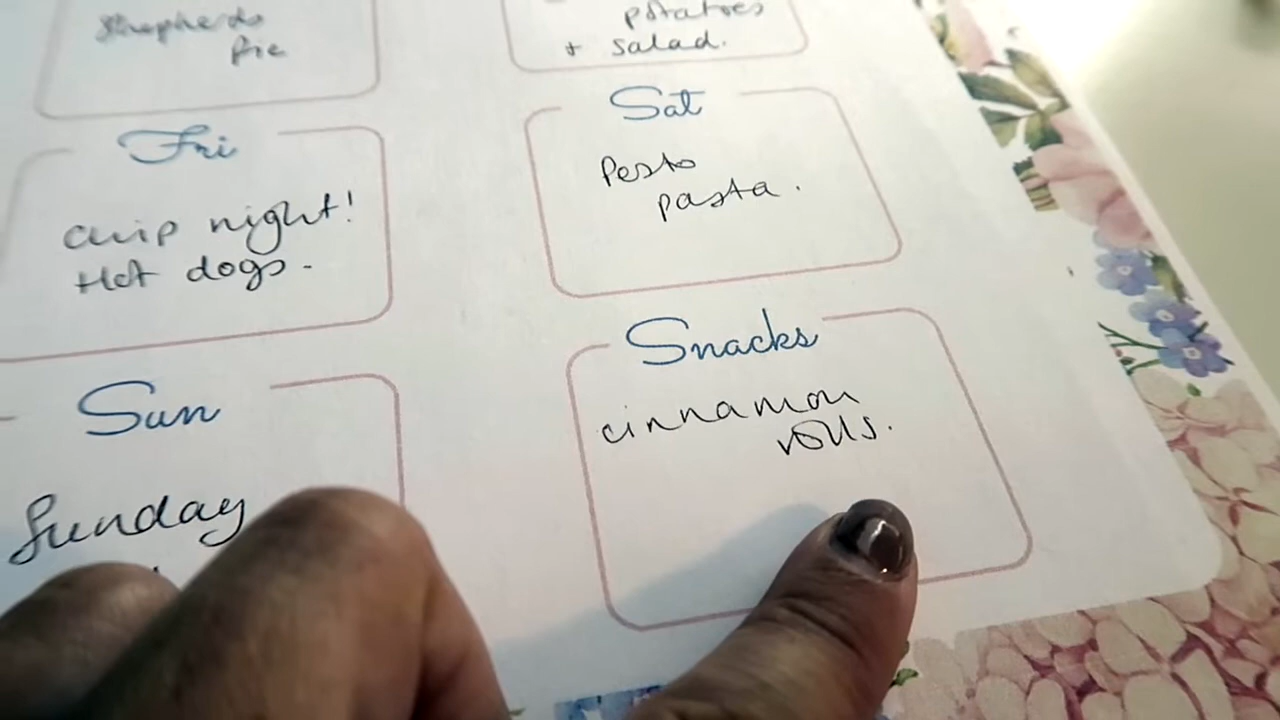 Shepherds
Pie
potatoes
+ salad.
Fri
Chip night!
Hot dogs.
Sat
Pesto
pasta.
Sun
Sunday
Snacks
cinnamon
rolls.